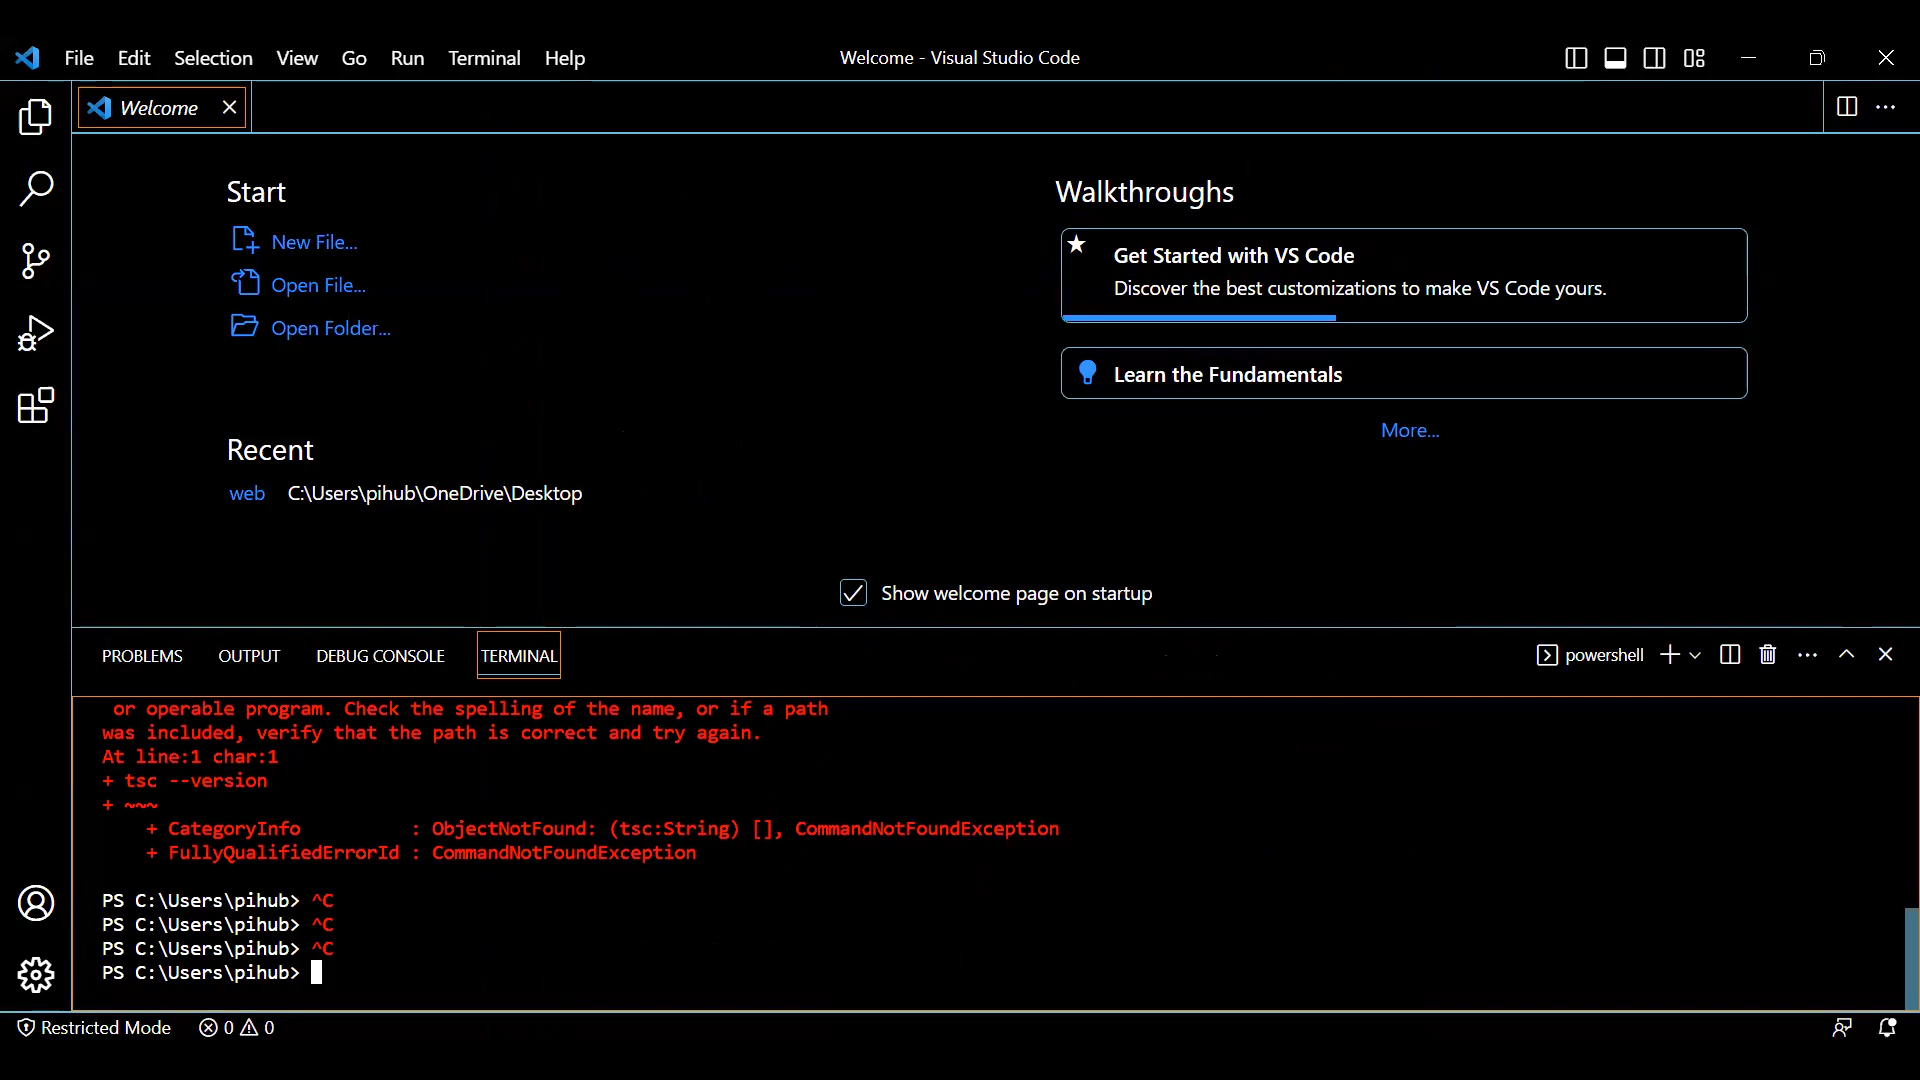 File Edit Selection View Go Run Terminal Help
Welcome - Visual Studio Code
Welcome
Start
New File...
Open File...
Open Folder...
Recent
web C:\Users\pihub\OneDrive\Desktop
Walkthroughs
Get Started with VS Code
Discover the best customizations to make VS Code yours.
Learn the Fundamentals
More...
Show welcome page on startup
PROBLEMS OUTPUT DEBUG CONSOLE TERMINAL
powershell
or operable program. Check the spelling of the name, or if a path
was included, verify that the path is correct and try again.
At line:1 char:1
+ tsc --version
+ ~~~
+ CategoryInfo : ObjectNotFound: (tsc:String) [], CommandNotFoundException
+ FullyQualifiedErrorId : CommandNotFoundException
PS C:\Users\pihub> ^C
PS C:\Users\pihub> ^C
PS C:\Users\pihub> ^C
PS C:\Users\pihub>
Restricted Mode 0 0